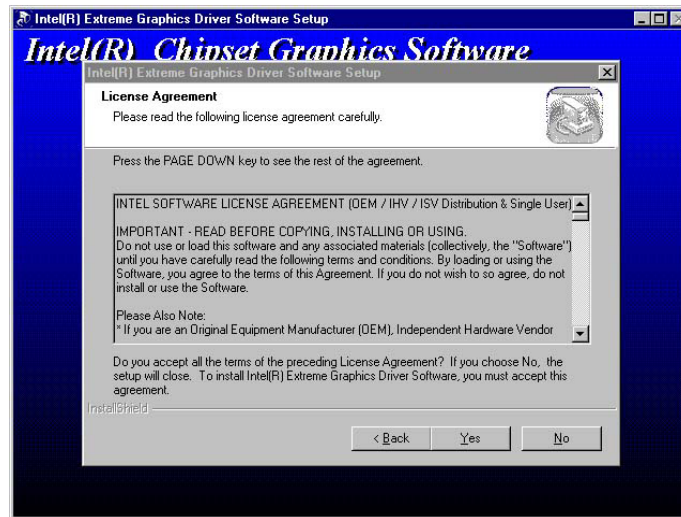 Intel(R) Extreme Graphics Driver Software Setup
Intel(R) Chipset Graphics Software
Intel(R) Extreme Graphics Driver Software Setup
License Agreement
Please read the following license agreement carefully.
Press the PAGE DOWN key to see the rest of the agreement.
INTEL SOFTWARE LICENSE AGREEMENT (OEM / IHV / ISV Distribution & Single User)
IMPORTANT - READ BEFORE COPYING, INSTALLING OR USING.
Do not use or load this software and any associated materials (collectively, the "Software")
until you have carefully read the following terms and conditions. By loading or using the
Software, you agree to the terms of this Agreement. If you do not wish to so agree, do not
install or use the Software.
Please Also Note:
* If you are an Original Equipment Manufacturer (OEM), Independent Hardware Vendor
Do you accept all the terms of the preceding License Agreement? If you choose No, the
setup will close. To install Intel(R) Extreme Graphics Driver Software, you must accept this
agreement.
InstallShield
< Back Yes No